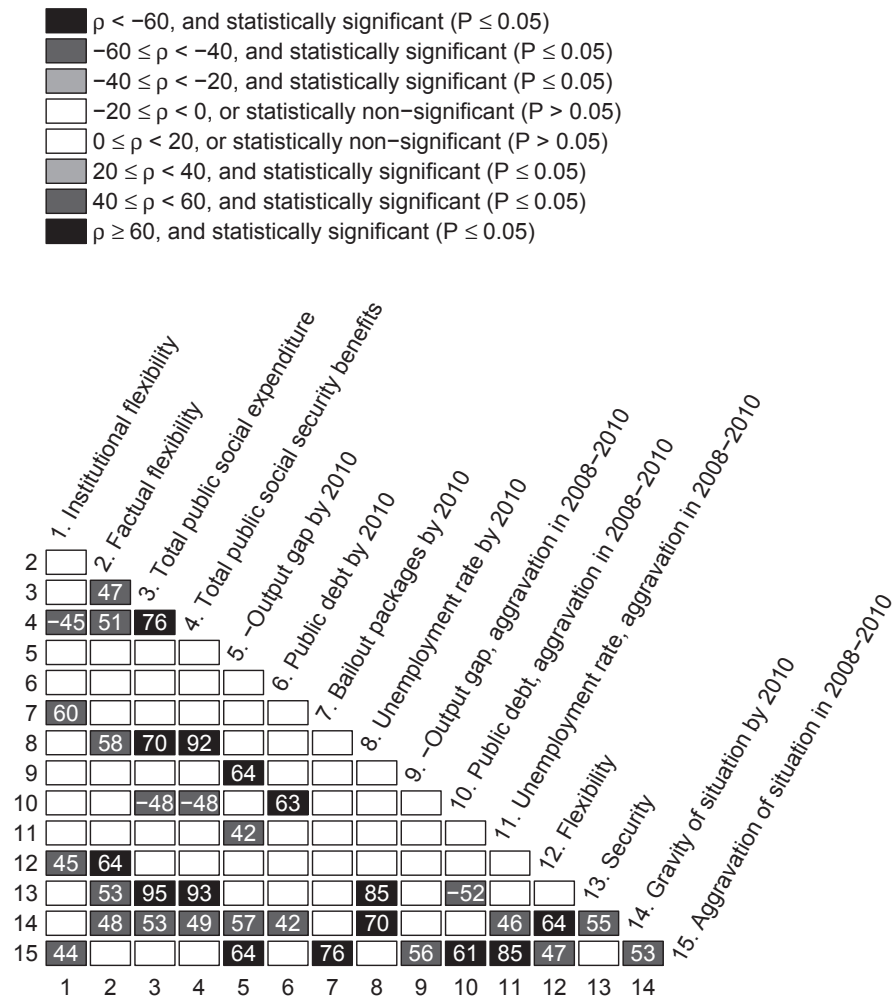 ρ < −60, and statistically significant (P ≤ 0.05)
−60 ≤ ρ < −40, and statistically significant (P ≤ 0.05)
−40 ≤ ρ < −20, and statistically significant (P ≤ 0.05)
−20 ≤ ρ < 0, or statistically non−significant (P > 0.05)
0 ≤ ρ < 20, or statistically non−significant (P > 0.05)
20 ≤ ρ < 40, and statistically significant (P ≤ 0.05)
40 ≤ ρ < 60, and statistically significant (P ≤ 0.05)
ρ ≥ 60, and statistically significant (P ≤ 0.05)
1. Institutional flexibility
2. Factual flexibility
3. Total public social expenditure
4. Total public social security benefits
5. −Output gap by 2010
6. Public debt by 2010
7. Bailout packages by 2010
8. Unemployment rate by 2010
9. −Output gap, aggravation in 2008−2010
10. Public debt, aggravation in 2008−2010
11. Unemployment rate, aggravation in 2008−2010
12. Flexibility
13. Security
14. Gravity of situation by 2010
15. Aggravation of situation in 2008−2010
2
3 47
4 −45 51 76
5
6
7 60
8 58 70 92
9 64
10 −48 −48 63
11 42
12 45 64
13 53 95 93 85 −52
14 48 53 49 57 42 70 46 64 55
15 44 64 76 56 61 85 47 53
1 2 3 4 5 6 7 8 9 10 11 12 13 14